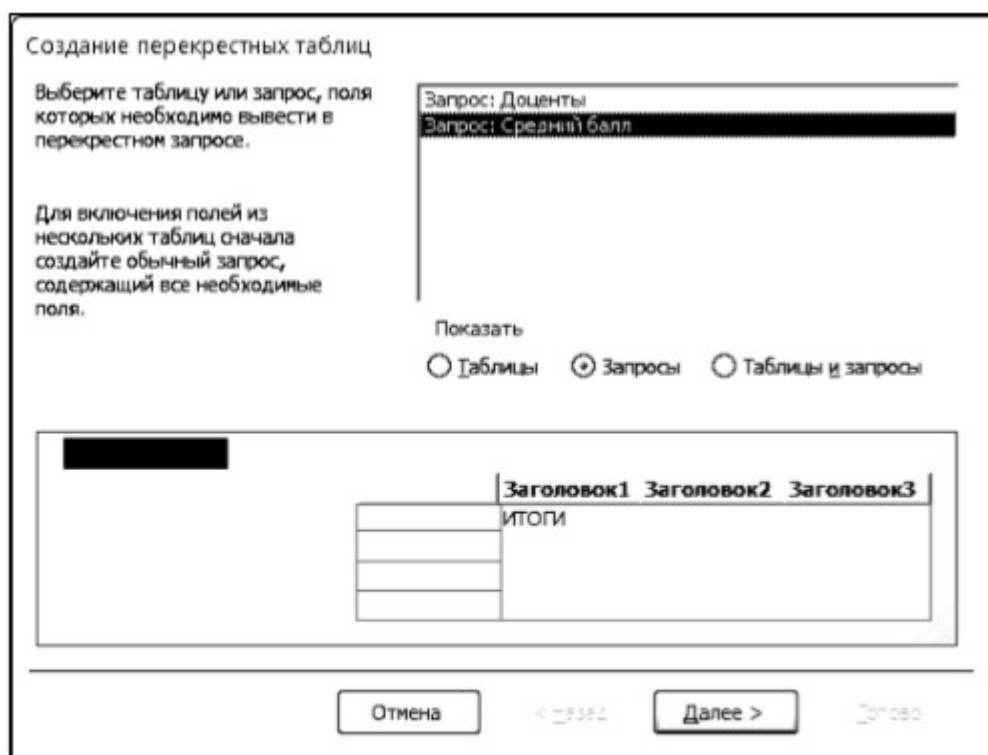 Создание перекрестных таблиц
Выберите таблицу или запрос, поля
которых необходимо вывести в
перекрестном запросе.
Для включения полей из
нескольких таблиц сначала
создайте обычный запрос,
содержащий все необходимые
поля.
Запрос: Доценты
Запрос: Средний балл
Показать
Таблицы Запросы Таблицы и запросы
Заголовок1 Заголовок2 Заголовок3
ИТОГИ
Отмена < Назад Далее > Готово